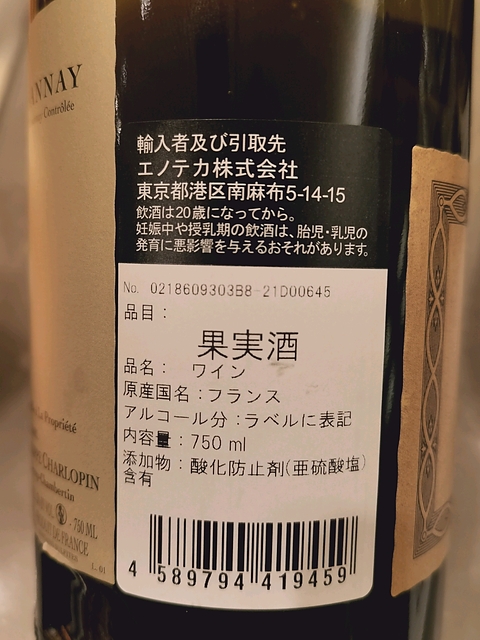 ANNAY
Contrôlée
Propriété
CHARLOPIN
Chambertin
750 ML
DE FRANCE
L. 01
輸入者及び引取先
エノテカ株式会社
東京都港区南麻布5-14-15
飲酒は20歳になってから。
妊娠中や授乳期の飲酒は、胎児・乳児の
発育に悪影響を与えるおそれがあります。
No. 0218609303B8-21D00645
品目：
果実酒
品名： ワイン
原産国名：フランス
アルコール分：ラベルに表記
内容量：750 ml
添加物：酸化防止剤(亜硫酸塩)
含有
4 589794 419459